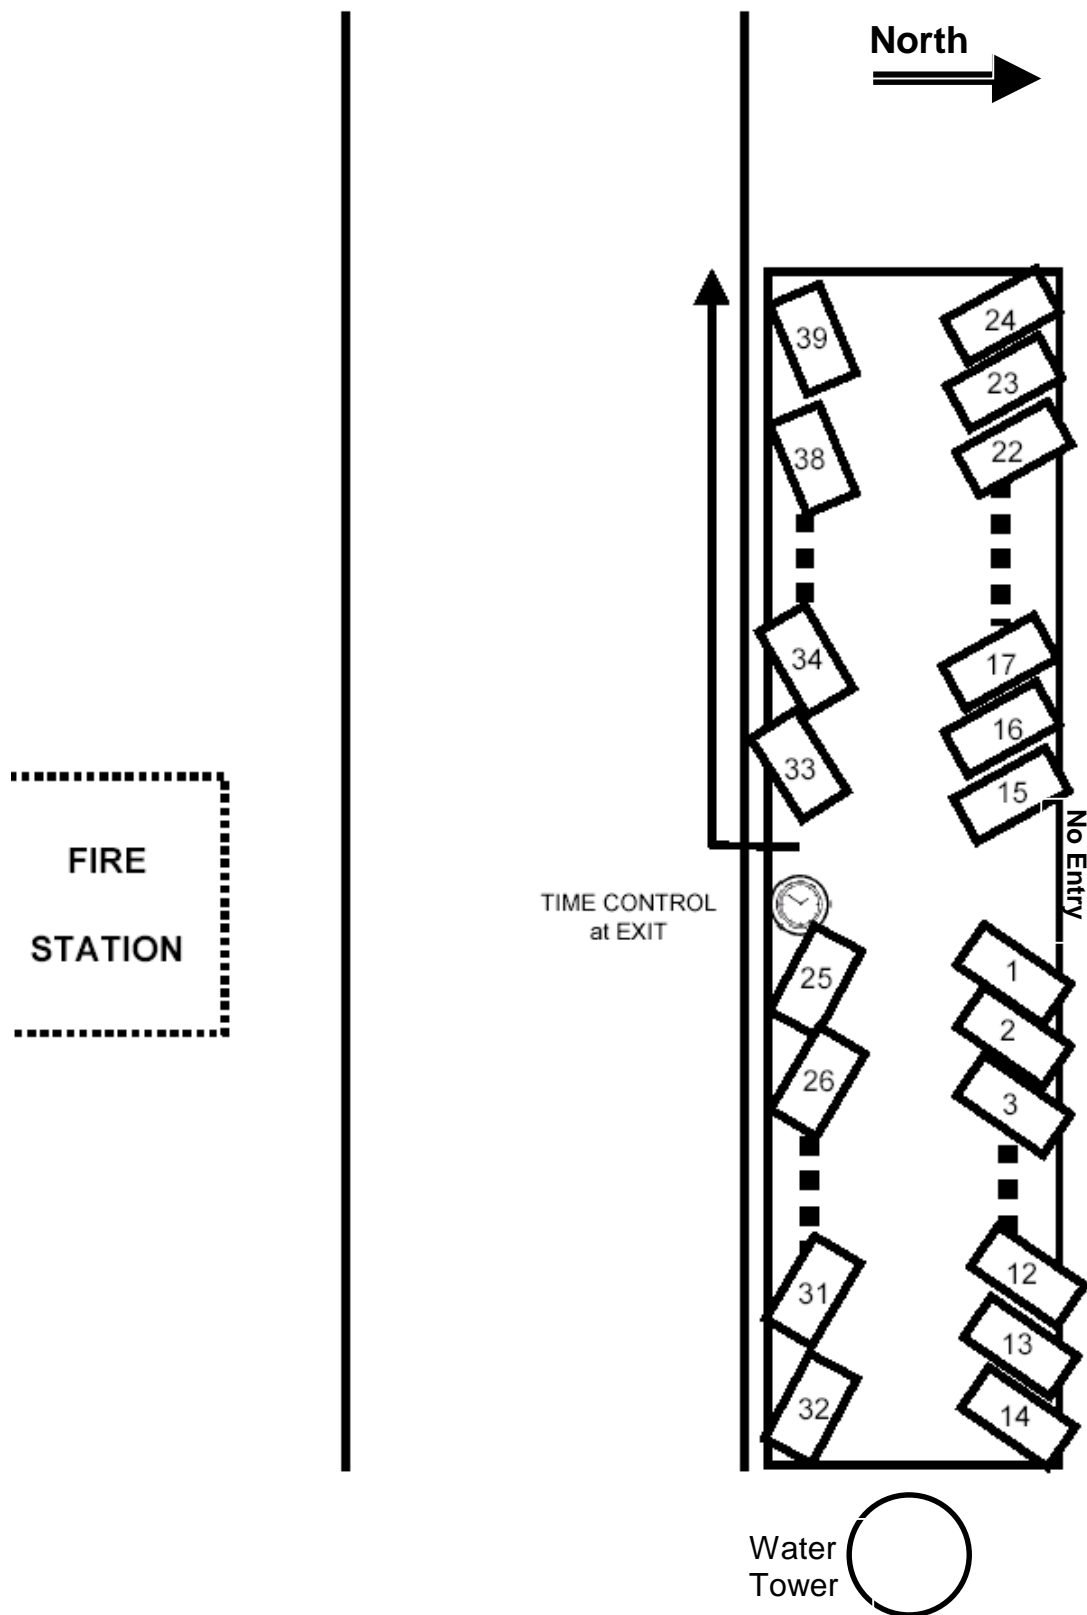 North
39
24
23
38
22
34
17
33
16
15
No Entry
FIRE
STATION
TIME CONTROL
at EXIT
25
1
26
2
3
31
12
32
13
14
Water
Tower